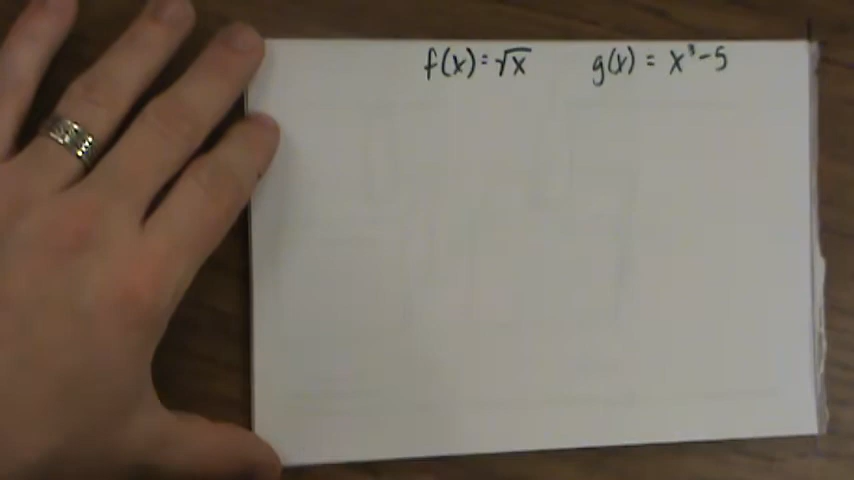 f(x)=√x g(x) = x³-5